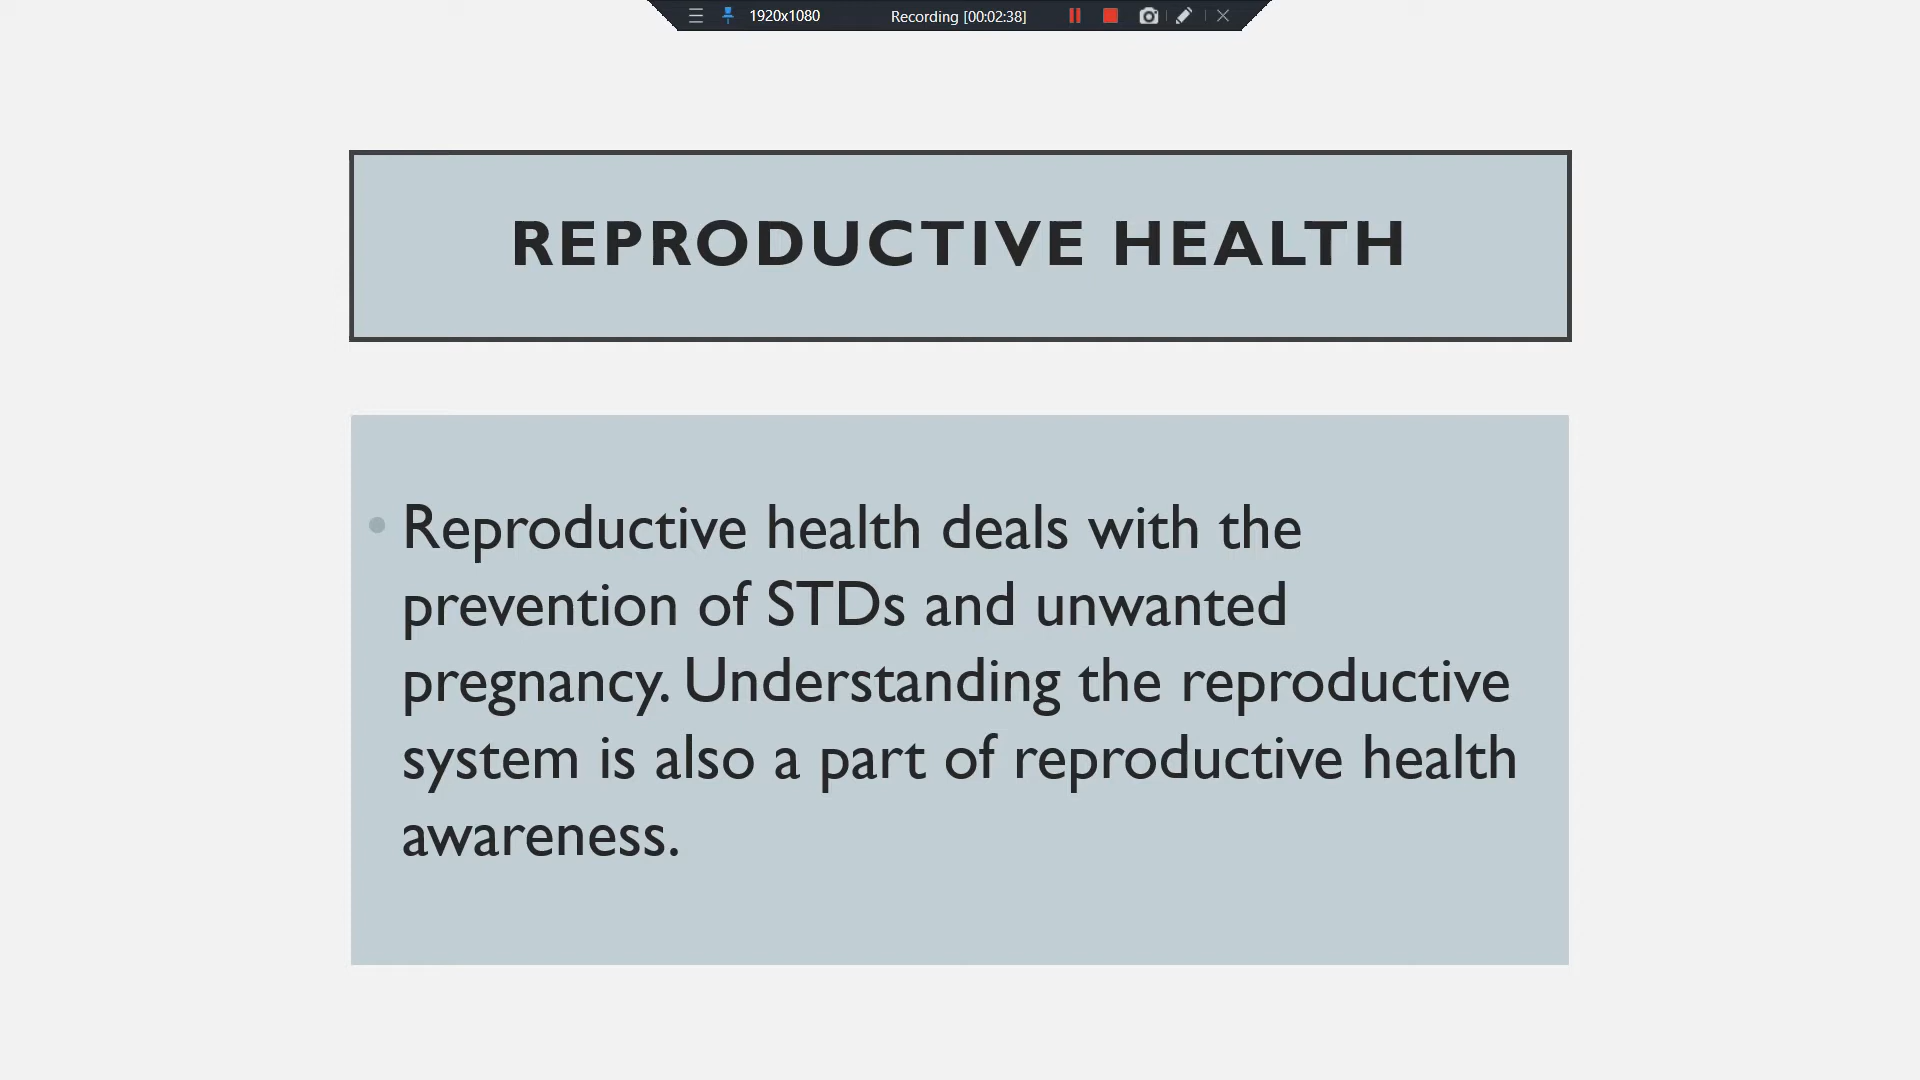 1920x1080 Recording [00:02:38]
REPRODUCTIVE HEALTH
• Reproductive health deals with the
prevention of STDs and unwanted
pregnancy. Understanding the reproductive
system is also a part of reproductive health
awareness.